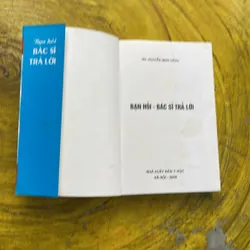 Bạn hỏi
BÁC SĨ
TRẢ LỜI
BẠN HỎI - BÁC SĨ TRẢ LỜI
NHÀ XUẤT BẢN Y HỌC
HÀ NỘI -